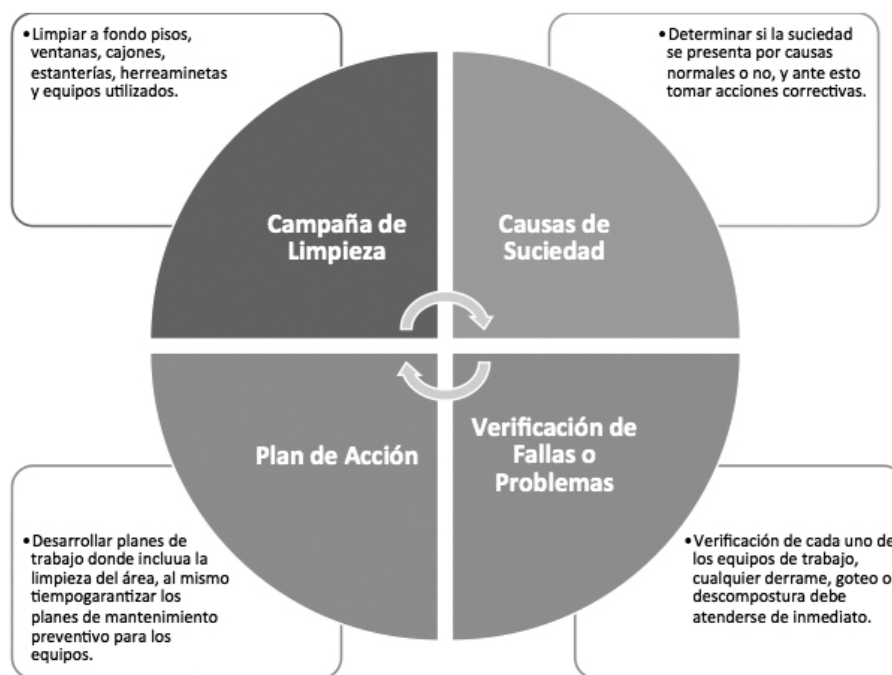 •Limpiar a fondo pisos,
ventanas, cajones,
estanterías, herreaminetas
y equipos utilizados.
•Determinar si la suciedad
se presenta por causas
normales o no, y ante esto
tomar acciones correctivas.
Campaña de
Limpieza
Causas de
Suciedad
Plan de Acción
Verificación de
Fallas o
Problemas
•Desarrollar planes de
trabajo donde incluua la
limpieza del área, al mismo
tiempogarantizar los
planes de mantenimiento
preventivo para los
equipos.
•Verificación de cada uno de
los equipos de trabajo,
cualquier derrame, goteo o
descompostura debe
atenderse de inmediato.